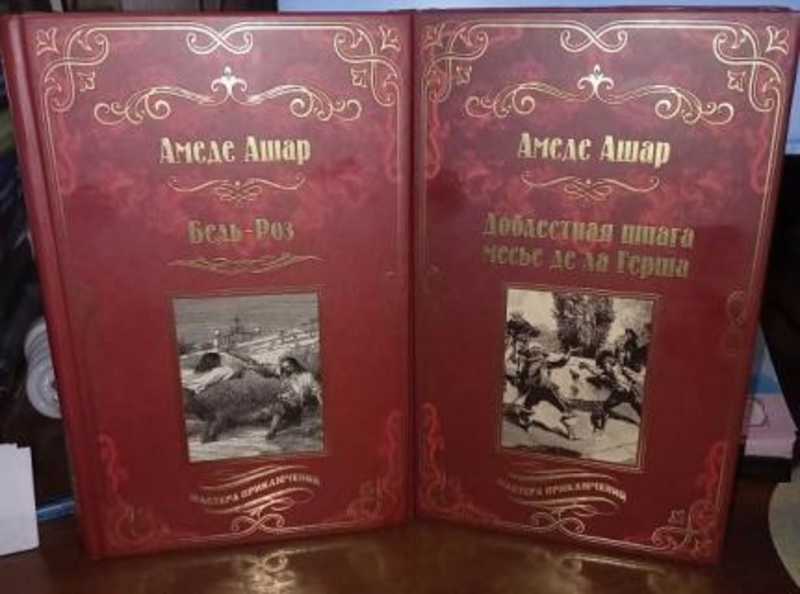 Амеде Ашар
Бель-Роз
МАСТЕРА ПРИКЛЮЧЕНИЙ
Амеде Ашар
Доблестная шпага
месье де ла Герша
МАСТЕРА ПРИКЛЮЧЕНИЙ